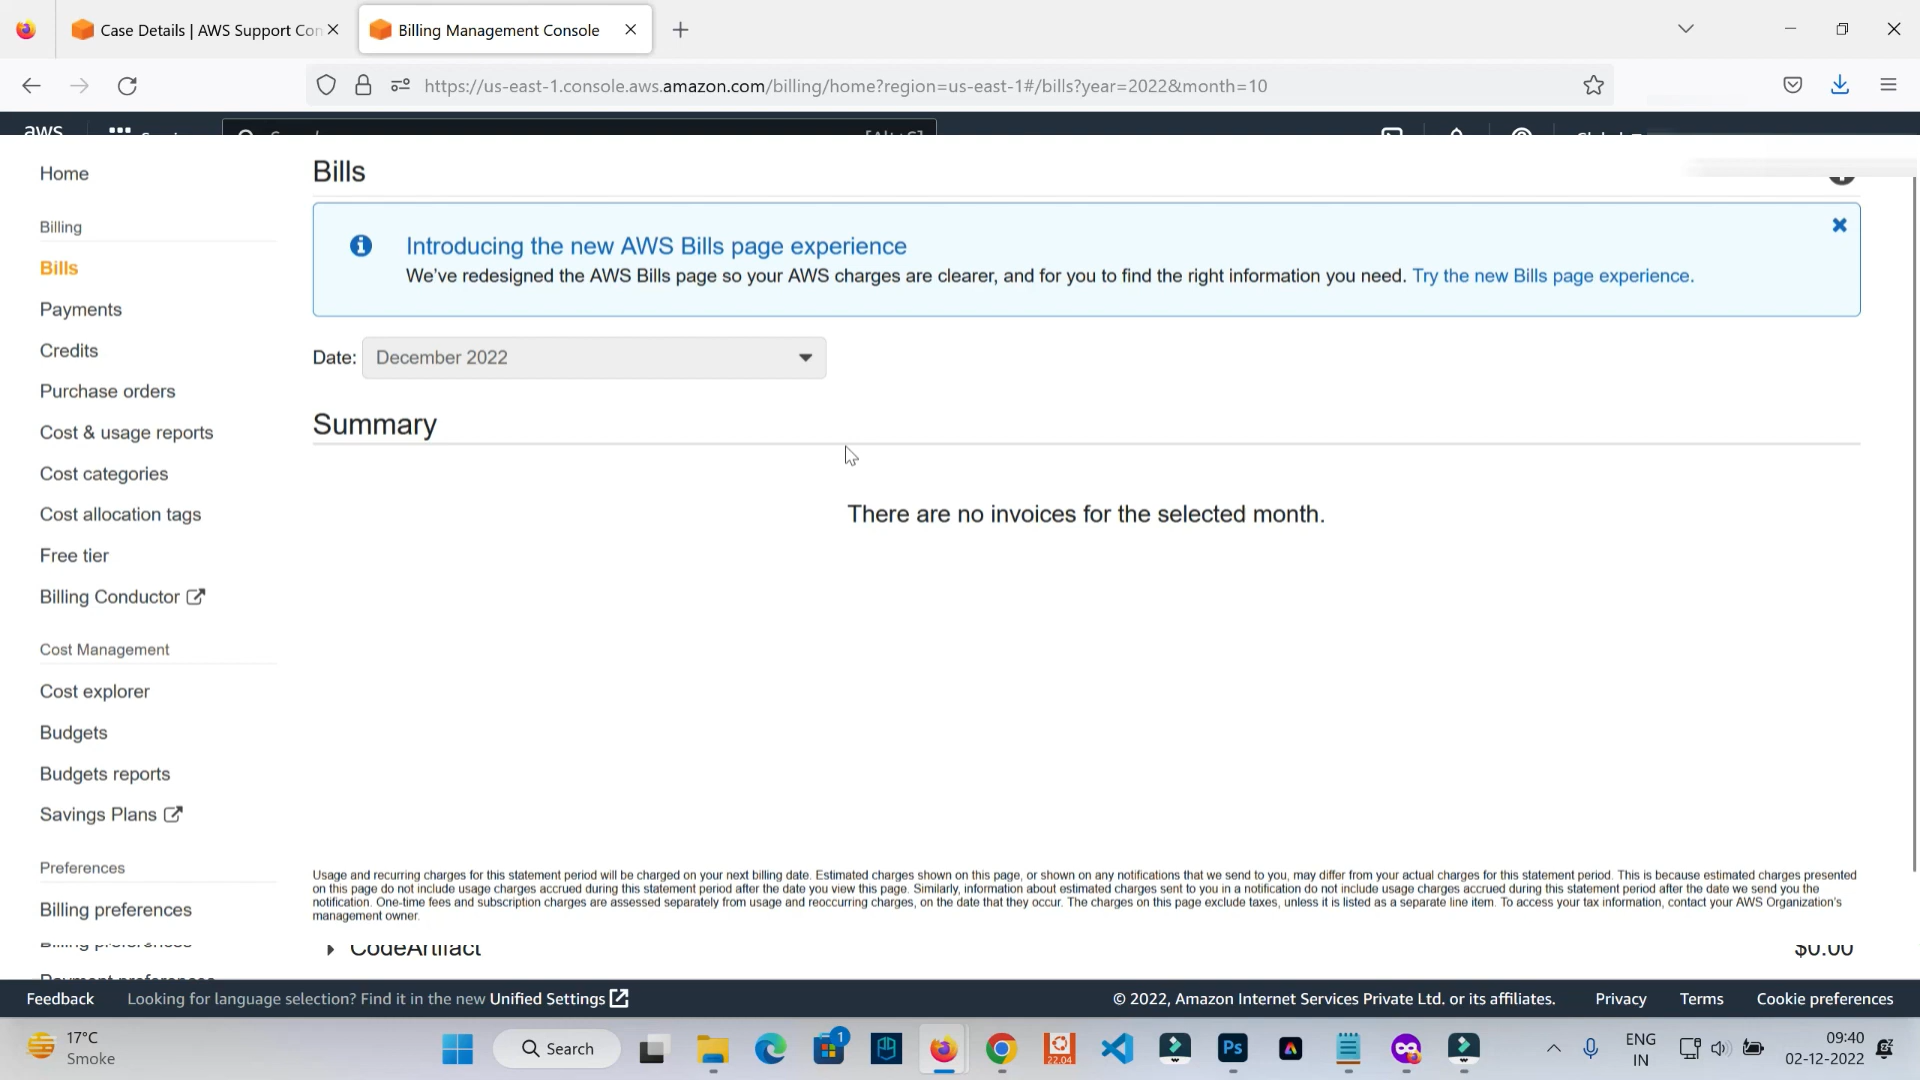 Case Details | AWS Support Con
Billing Management Console
https://us-east-1.console.aws.amazon.com/billing/home?region=us-east-1#/bills?year=2022&month=10
aws
Home
Billing
Bills
Payments
Credits
Purchase orders
Cost & usage reports
Cost categories
Cost allocation tags
Free tier
Billing Conductor
Cost Management
Cost explorer
Budgets
Budgets reports
Savings Plans
Preferences
Billing preferences
Bills
Introducing the new AWS Bills page experience
We've redesigned the AWS Bills page so your AWS charges are clearer, and for you to find the right information you need. Try the new Bills page experience.
Date: December 2022
Summary
There are no invoices for the selected month.
Usage and recurring charges for this statement period will be charged on your next billing date. Estimated charges shown on this page, or shown on any notifications that we send to you, may differ from your actual charges for this statement period. This is because estimated charges presented
on this page do not include usage charges accrued during this statement period after the date you view this page. Similarly, information about estimated charges sent to you in a notification do not include usage charges accrued during this statement period after the date we send you the
notification. One-time fees and subscription charges are assessed separately from usage and reoccurring charges, on the date that they occur. The charges on this page exclude taxes, unless it is listed as a separate line item. To access your tax information, contact your AWS Organization's
management owner.
CodeArtifact $0.00
Feedback Looking for language selection? Find it in the new Unified Settings © 2022, Amazon Internet Services Private Ltd. or its affiliates. Privacy Terms Cookie preferences
17°C
Smoke
Search
1
22.04
Ps
ENG
IN
09:40
02-12-2022